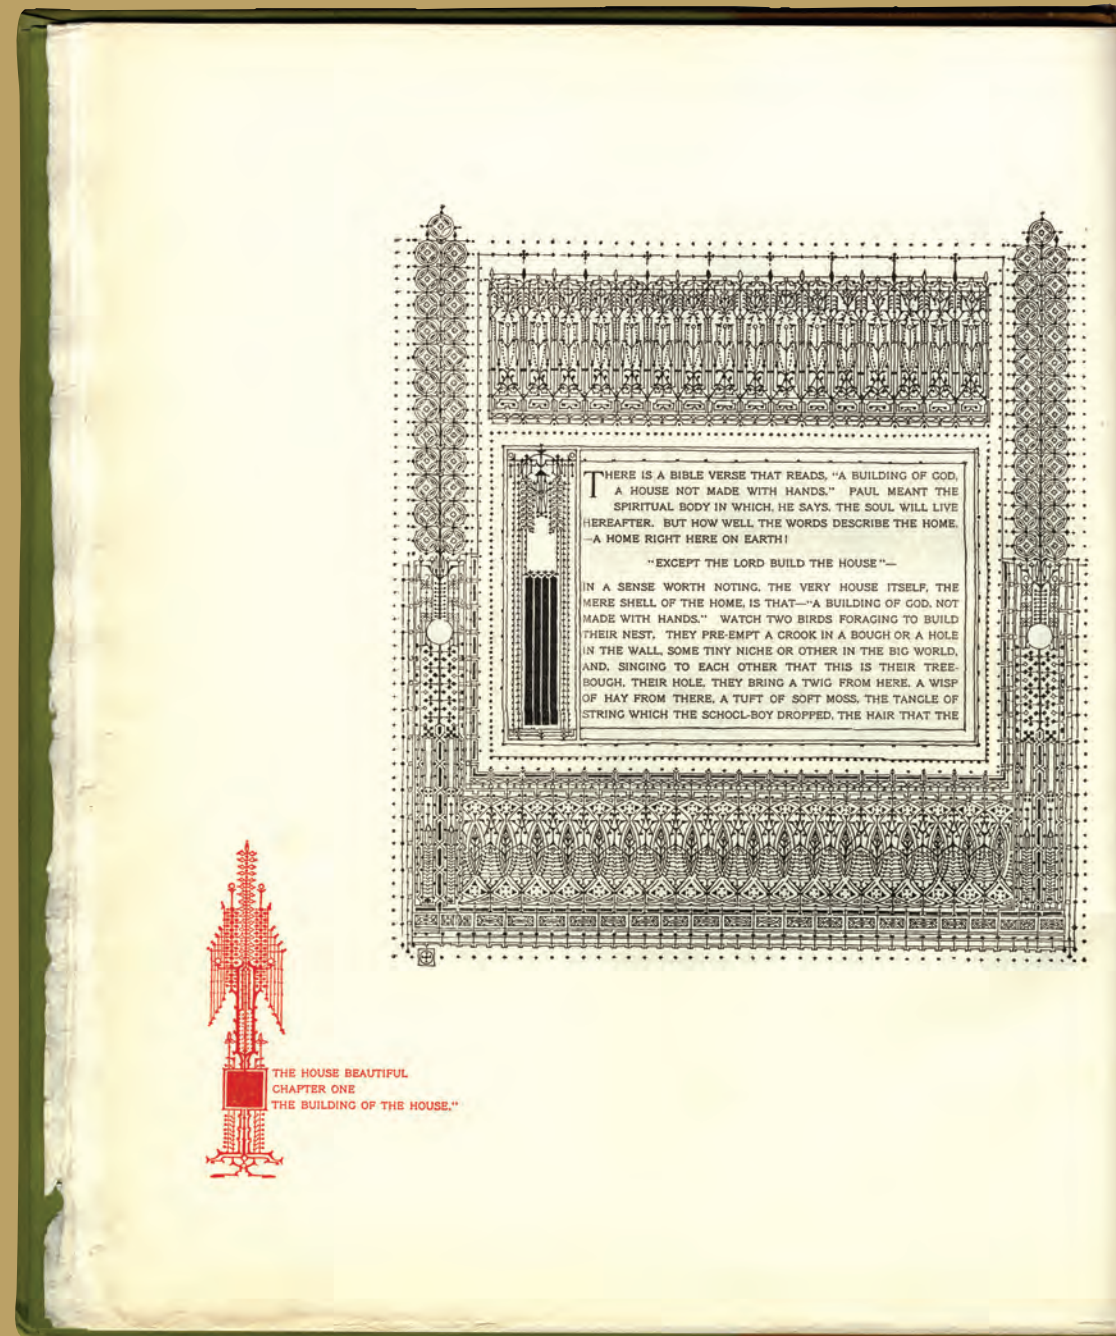 THERE IS A BIBLE VERSE THAT READS, "A BUILDING OF GOD,
A HOUSE NOT MADE WITH HANDS." PAUL MEANT THE
SPIRITUAL BODY IN WHICH, HE SAYS, THE SOUL WILL LIVE
HEREAFTER. BUT HOW WELL THE WORDS DESCRIBE THE HOME,
—A HOME RIGHT HERE ON EARTH!
"EXCEPT THE LORD BUILD THE HOUSE"—
IN A SENSE WORTH NOTING, THE VERY HOUSE ITSELF, THE
MERE SHELL OF THE HOME, IS THAT—"A BUILDING OF GOD, NOT
MADE WITH HANDS." WATCH TWO BIRDS FORAGING TO BUILD
THEIR NEST. THEY PRE-EMPT A CROOK IN A BOUGH OR A HOLE
IN THE WALL, SOME TINY NICHE OR OTHER IN THE BIG WORLD,
AND, SINGING TO EACH OTHER THAT THIS IS THEIR TREE-
BOUGH, THEIR HOLE, THEY BRING A TWIG FROM HERE, A WISP
OF HAY FROM THERE, A TUFT OF SOFT MOSS, THE TANGLE OF
STRING WHICH THE SCHOOL-BOY DROPPED, THE HAIR THAT THE
THE HOUSE BEAUTIFUL
CHAPTER ONE
THE BUILDING OF THE HOUSE."